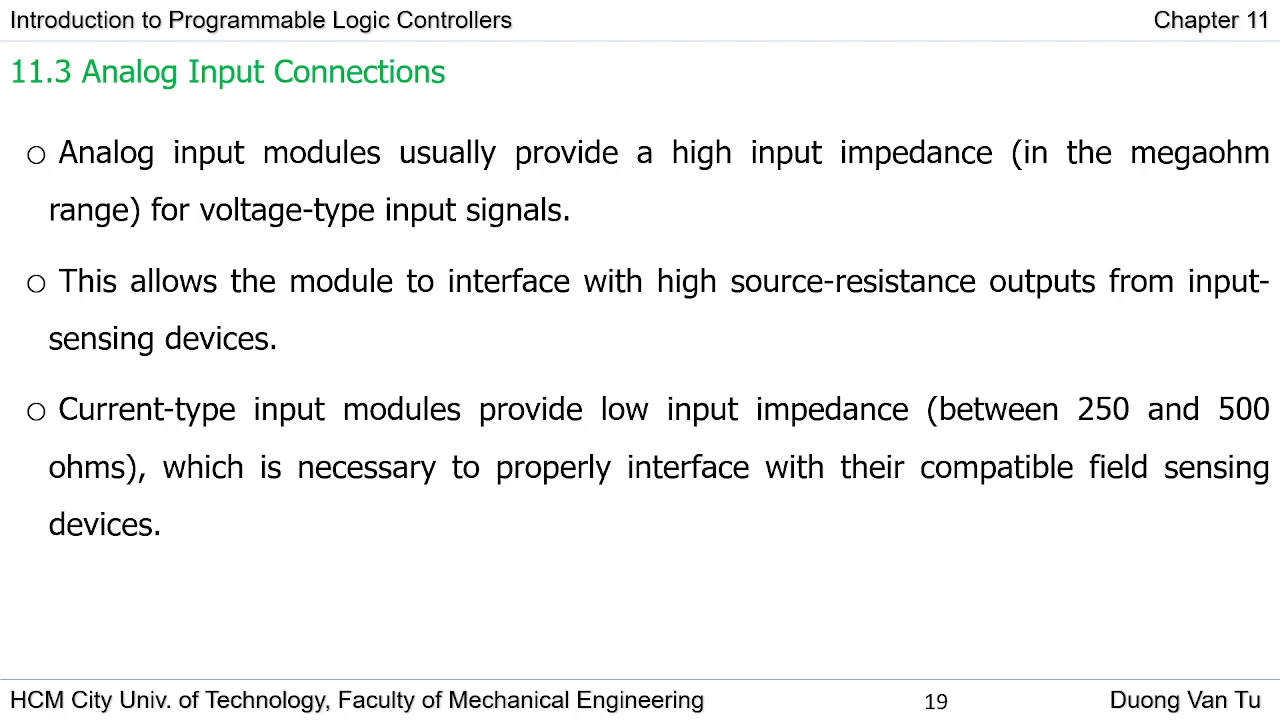 Introduction to Programmable Logic Controllers Chapter 11
11.3 Analog Input Connections
○ Analog input modules usually provide a high input impedance (in the megaohm
range) for voltage-type input signals.
○ This allows the module to interface with high source-resistance outputs from input-
sensing devices.
○ Current-type input modules provide low input impedance (between 250 and 500
ohms), which is necessary to properly interface with their compatible field sensing
devices.
HCM City Univ. of Technology, Faculty of Mechanical Engineering 19 Duong Van Tu